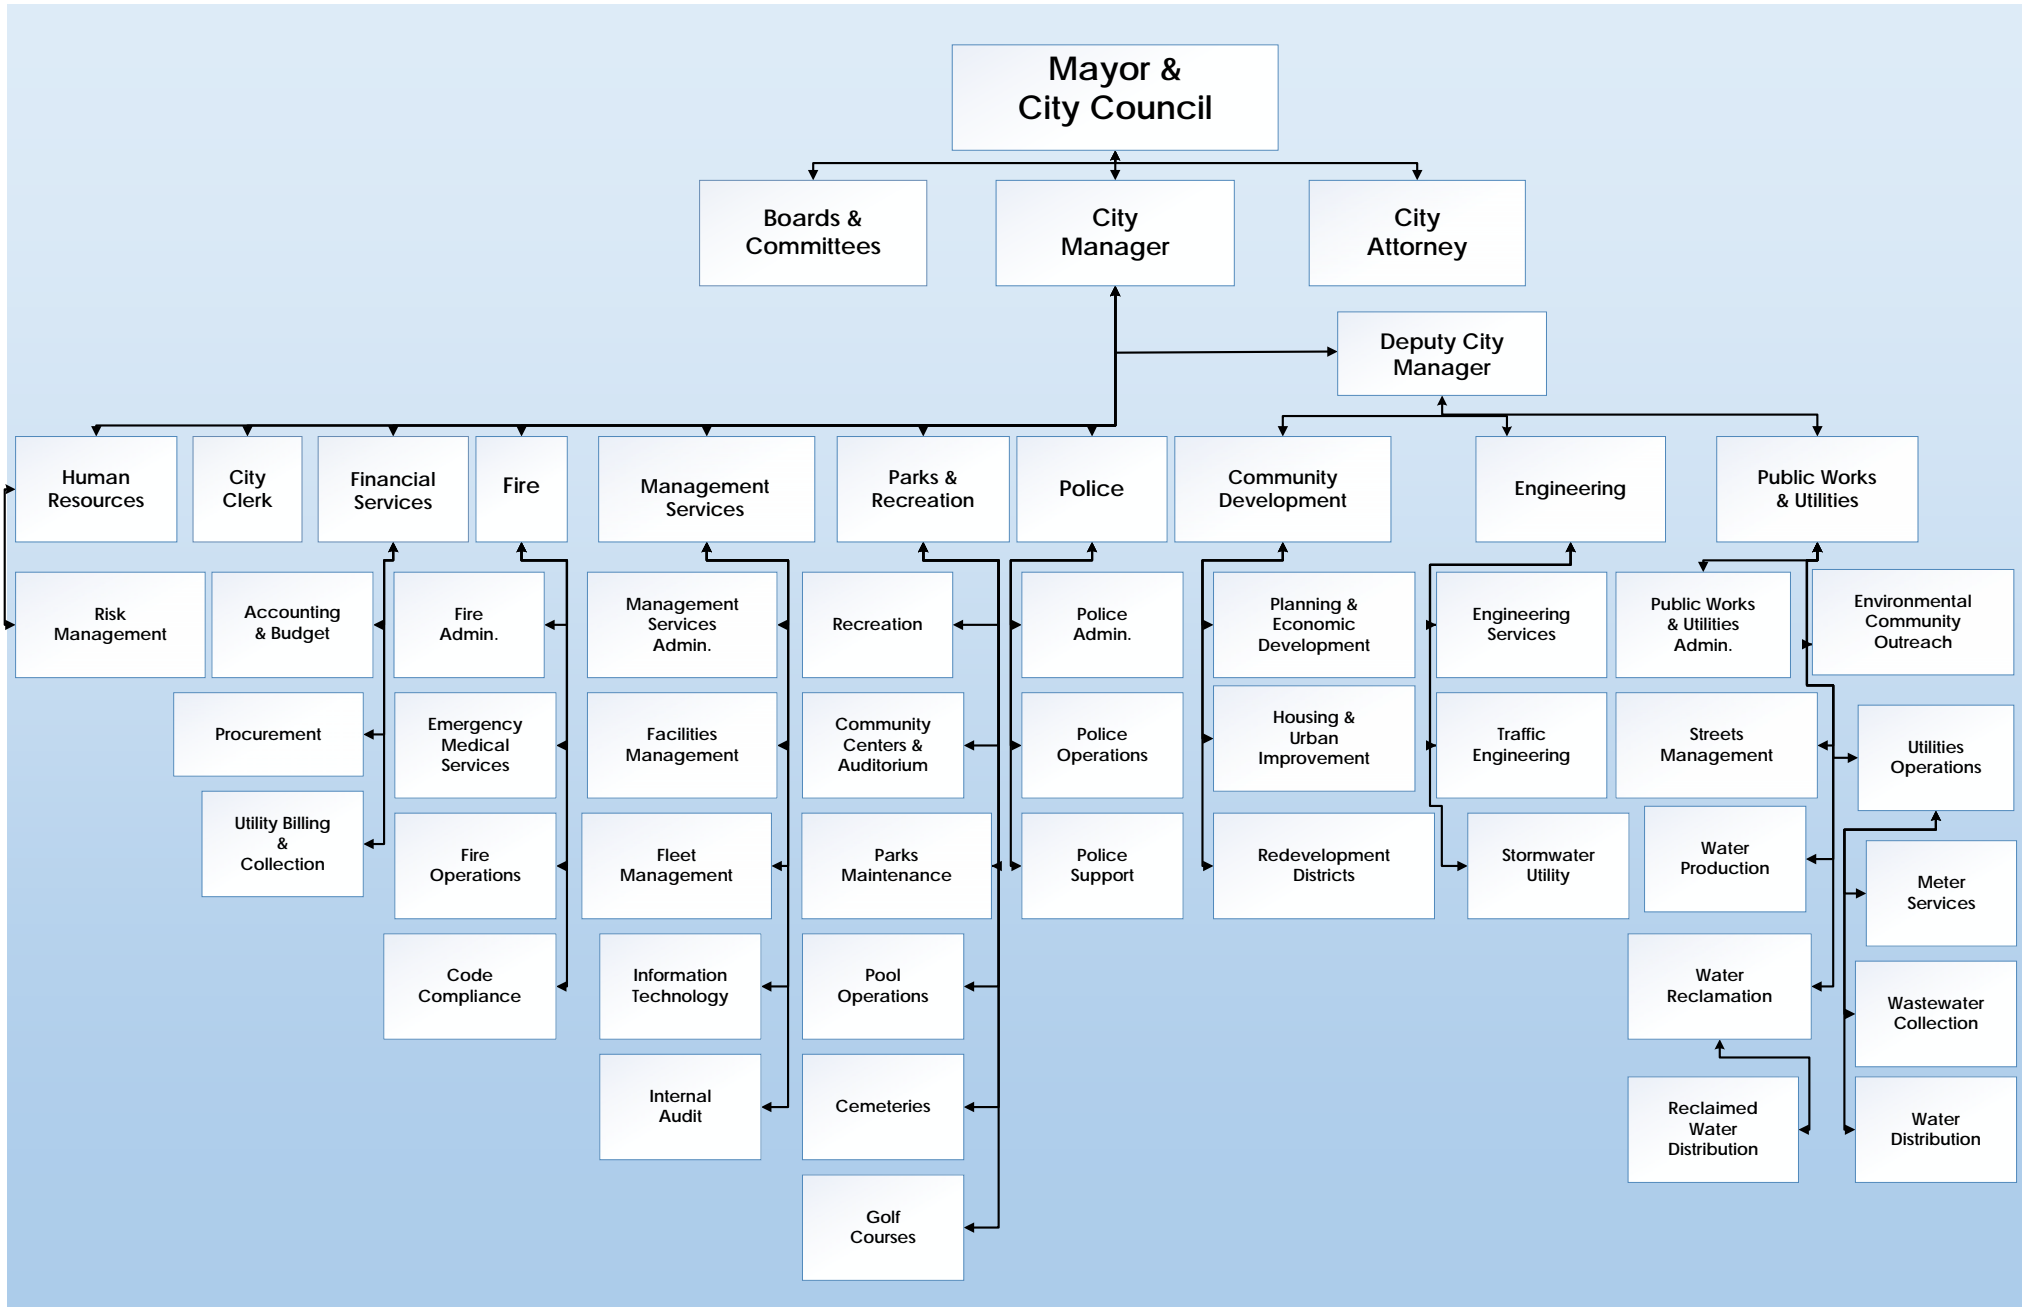 Mayor &
City Council
Boards &
Committees
City
Manager
City
Attorney
Deputy City
Manager
Human
Resources
City
Clerk
Financial
Services
Fire
Management
Services
Parks &
Recreation
Police
Community
Development
Engineering
Public Works
& Utilities
Risk
Management
Accounting
& Budget
Fire
Admin.
Management
Services
Admin.
Recreation
Police
Admin.
Planning &
Economic
Development
Engineering
Services
Public Works
& Utilities
Admin.
Environmental
Community
Outreach
Procurement
Emergency
Medical
Services
Facilities
Management
Community
Centers &
Auditorium
Police
Operations
Housing &
Urban
Improvement
Traffic
Engineering
Streets
Management
Utilities
Operations
Utility Billing
&
Collection
Fire
Operations
Fleet
Management
Parks
Maintenance
Police
Support
Redevelopment
Districts
Stormwater
Utility
Water
Production
Meter
Services
Code
Compliance
Information
Technology
Pool
Operations
Water
Reclamation
Wastewater
Collection
Internal
Audit
Cemeteries
Reclaimed
Water
Distribution
Water
Distribution
Golf
Courses